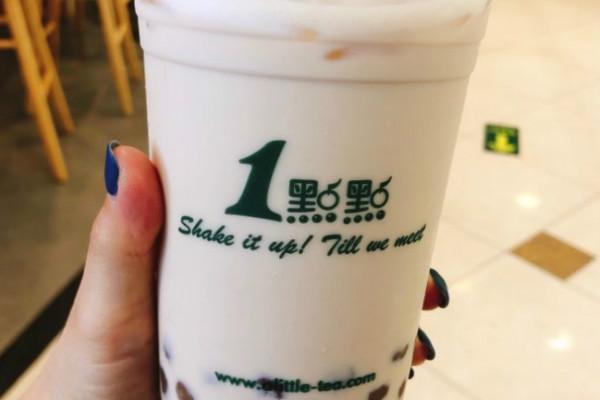 1點點
Shake it up! Till we meet
www.alittle-tea.com